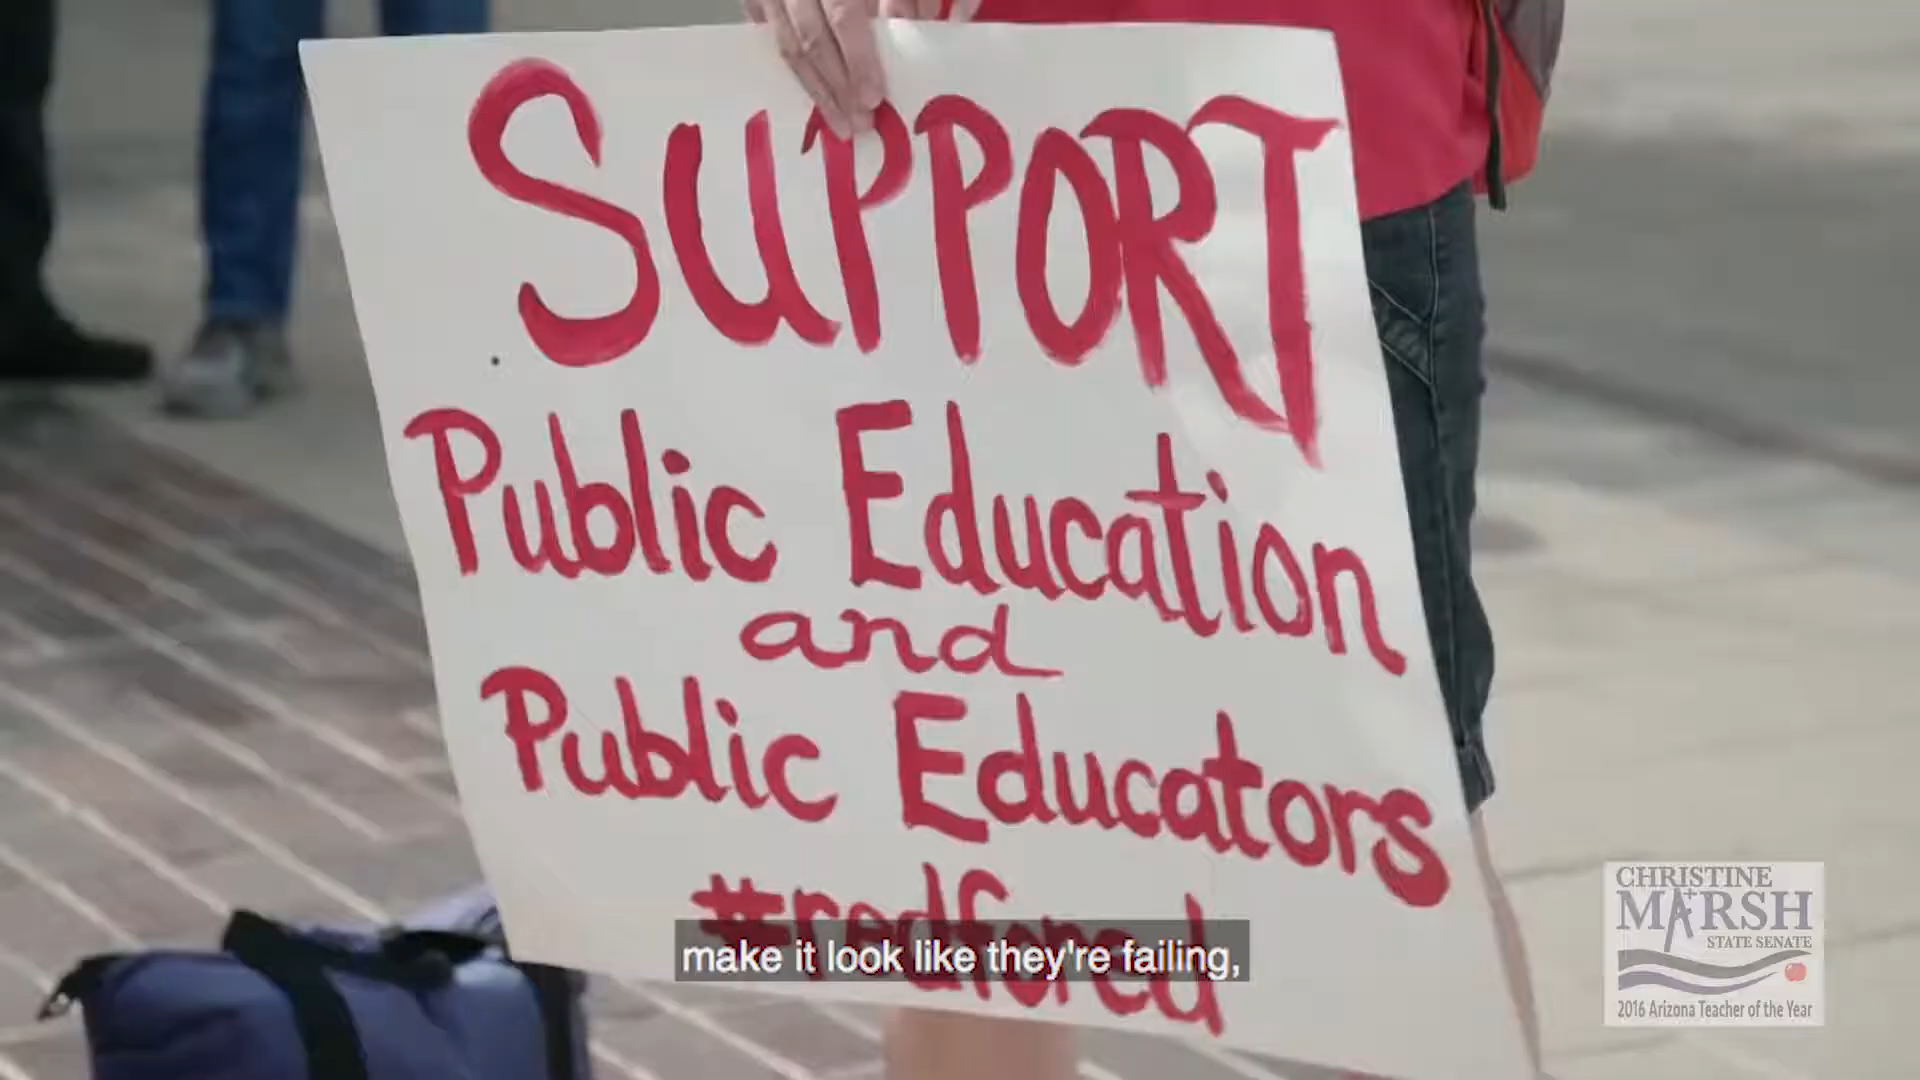 SUPPORT
Public Education
and
Public Educators
#redfored
make it look like they're failing,
CHRISTINE
MARSH
STATE SENATE
2016 Arizona Teacher of the Year